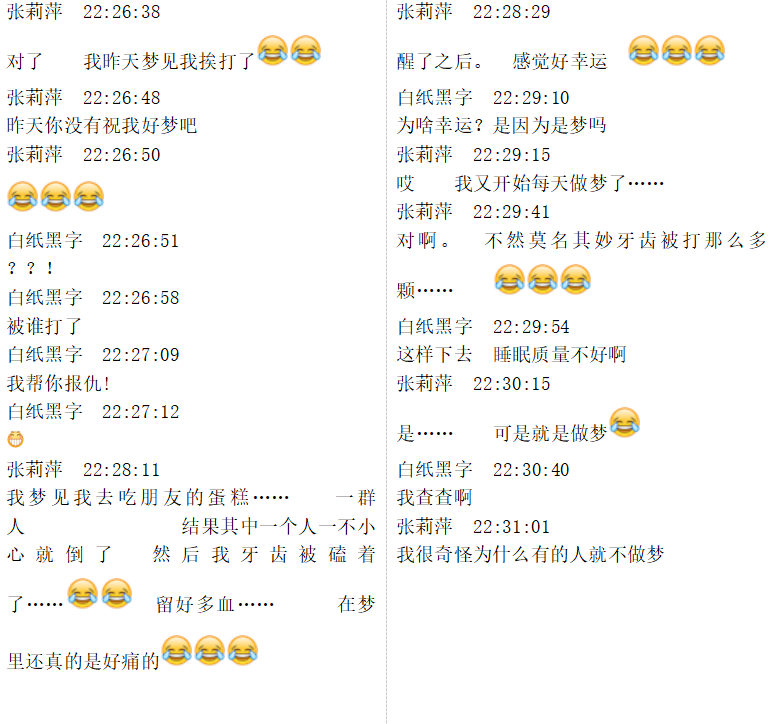 张莉萍 22:26:38
对了 我昨天梦见我挨打了😂😂
张莉萍 22:26:48
昨天你没有祝我好梦吧
张莉萍 22:26:50
😂😂😂
白纸黑字 22:26:51
？？！
白纸黑字 22:26:58
被谁打了
白纸黑字 22:27:09
我帮你报仇!
白纸黑字 22:27:12
😁
张莉萍 22:28:11
我梦见我去吃朋友的蛋糕…… 一群
人 结果其中一个人一不小
心就倒了 然后我牙齿被磕着
了……😂😂 留好多血…… 在梦
里还真的是好痛的😂😂😂
张莉萍 22:28:29
醒了之后。 感觉好幸运 😂😂😂
白纸黑字 22:29:10
为啥幸运？是因为是梦吗
张莉萍 22:29:15
哎 我又开始每天做梦了……
张莉萍 22:29:41
对啊。 不然莫名其妙牙齿被打那么多
颗…… 😂😂😂
白纸黑字 22:29:54
这样下去 睡眠质量不好啊
张莉萍 22:30:15
是…… 可是就是做梦😂
白纸黑字 22:30:40
我查查啊
张莉萍 22:31:01
我很奇怪为什么有的人就不做梦